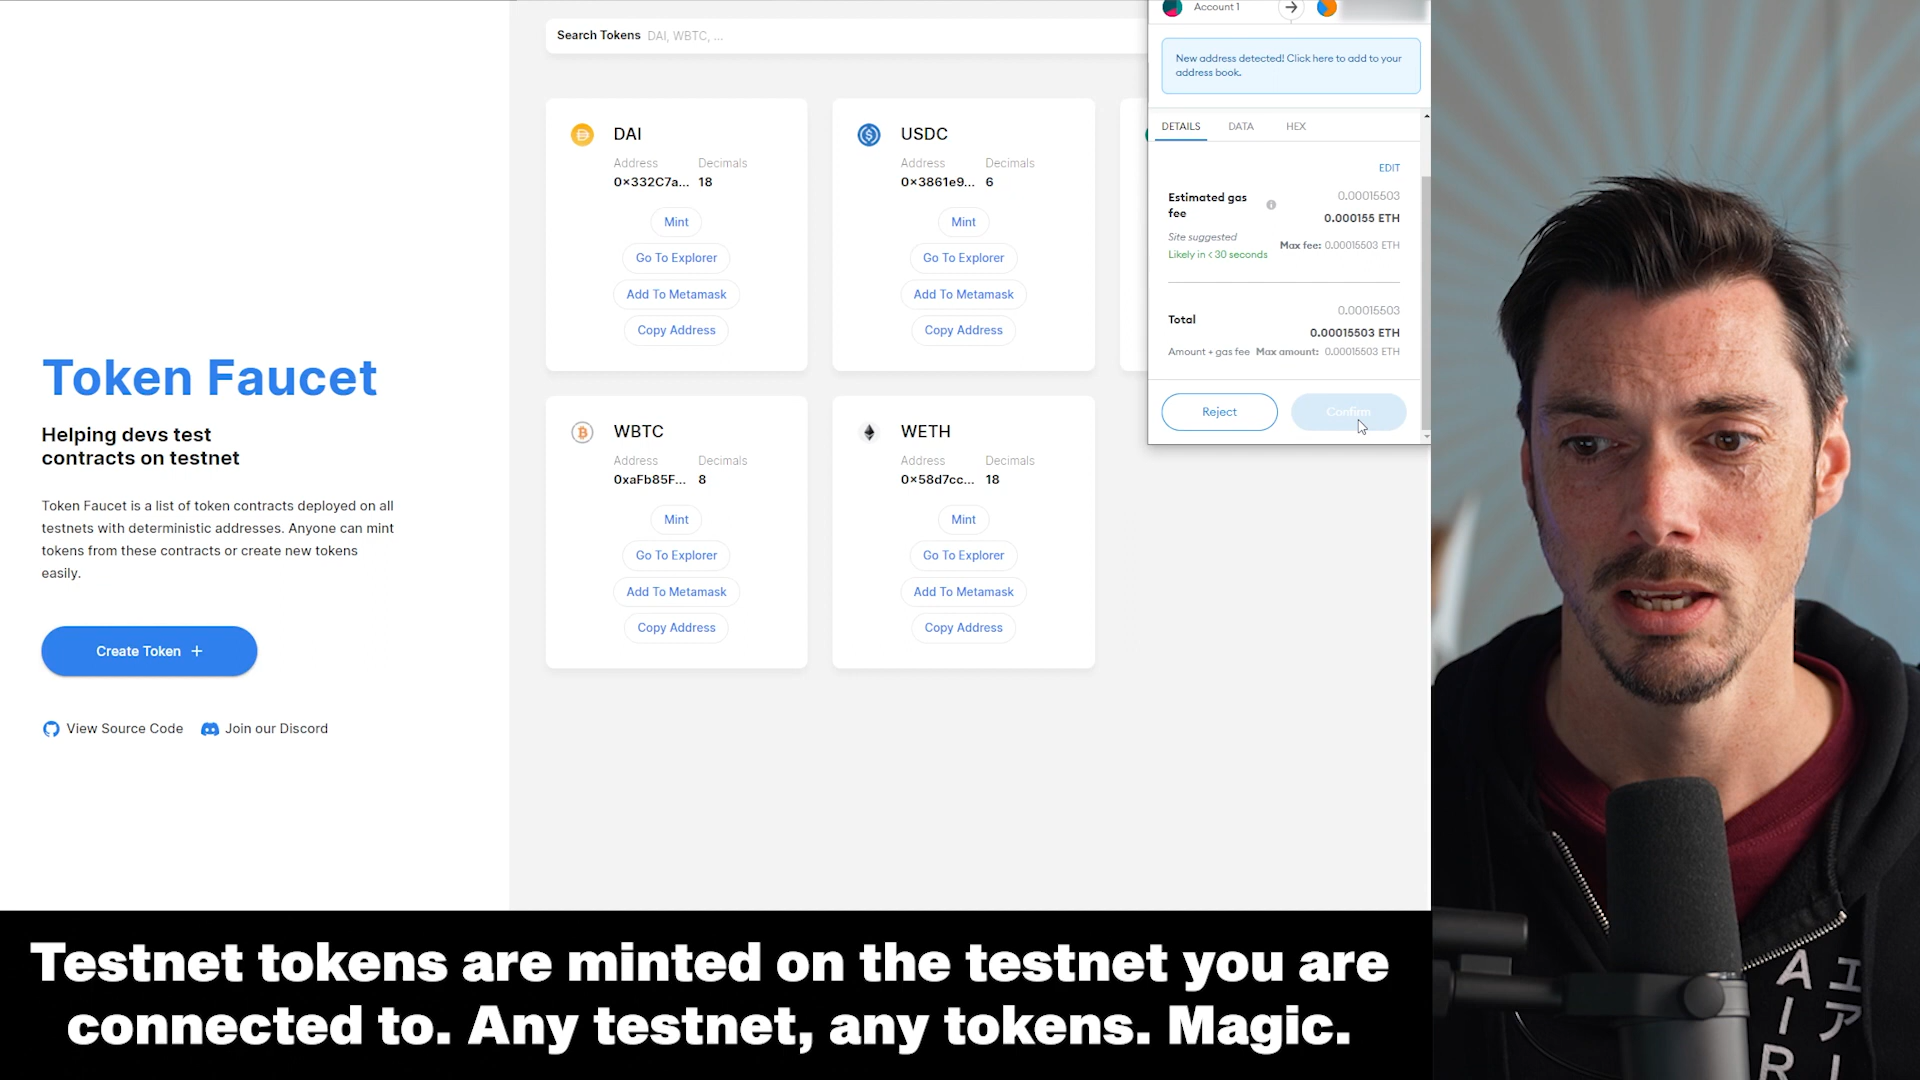 Search Tokens DAI, WBTC, ...
Account 1
New address detected! Click here to add to your
address book.
DETAILS DATA HEX
EDIT
Estimated gas
fee
0.00015503
0.000155 ETH
Site suggested
Max fee: 0.00015503 ETH
Likely in < 30 seconds
Total
0.00015503
0.00015503 ETH
Amount + gas fee Max amount: 0.00015503 ETH
Reject Confirm
DAI
Address Decimals
0×332C7a... 18
Mint
Go To Explorer
Add To Metamask
Copy Address
USDC
Address Decimals
0×3861e9... 6
Mint
Go To Explorer
Add To Metamask
Copy Address
WBTC
Address Decimals
0xaFb85F... 8
Mint
Go To Explorer
Add To Metamask
Copy Address
WETH
Address Decimals
0×58d7cc... 18
Mint
Go To Explorer
Add To Metamask
Copy Address
Token Faucet
Helping devs test
contracts on testnet
Token Faucet is a list of token contracts deployed on all
testnets with deterministic addresses. Anyone can mint
tokens from these contracts or create new tokens
easily.
Create Token +
View Source Code Join our Discord
Testnet tokens are minted on the testnet you are
connected to. Any testnet, any tokens. Magic.